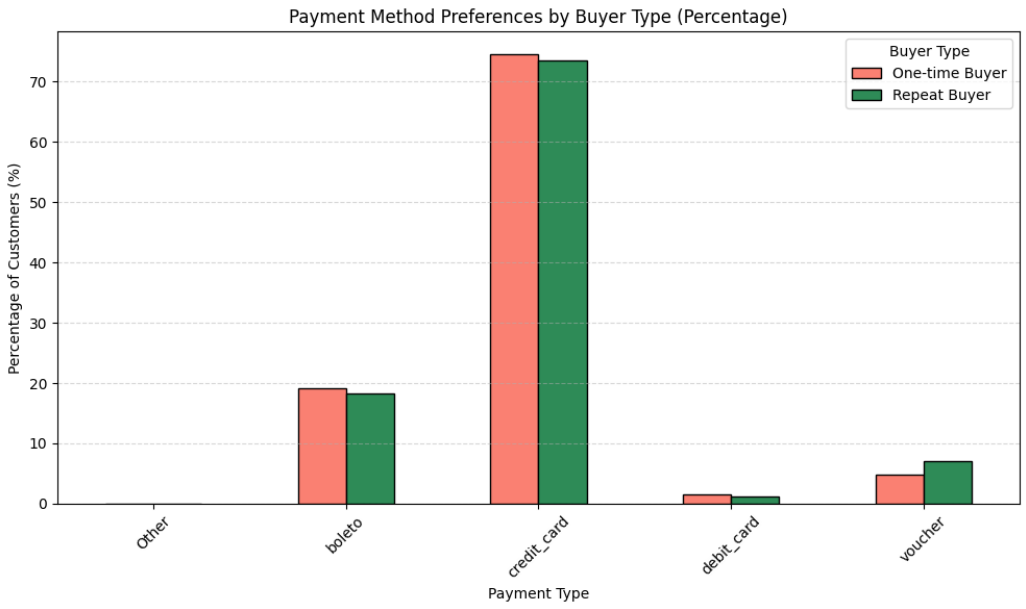 Payment Method Preferences by Buyer Type (Percentage)
Buyer Type
One-time Buyer
Repeat Buyer
Percentage of Customers (%)
70
60
50
40
30
20
10
0
Other
boleto
credit_card
debit_card
voucher
Payment Type